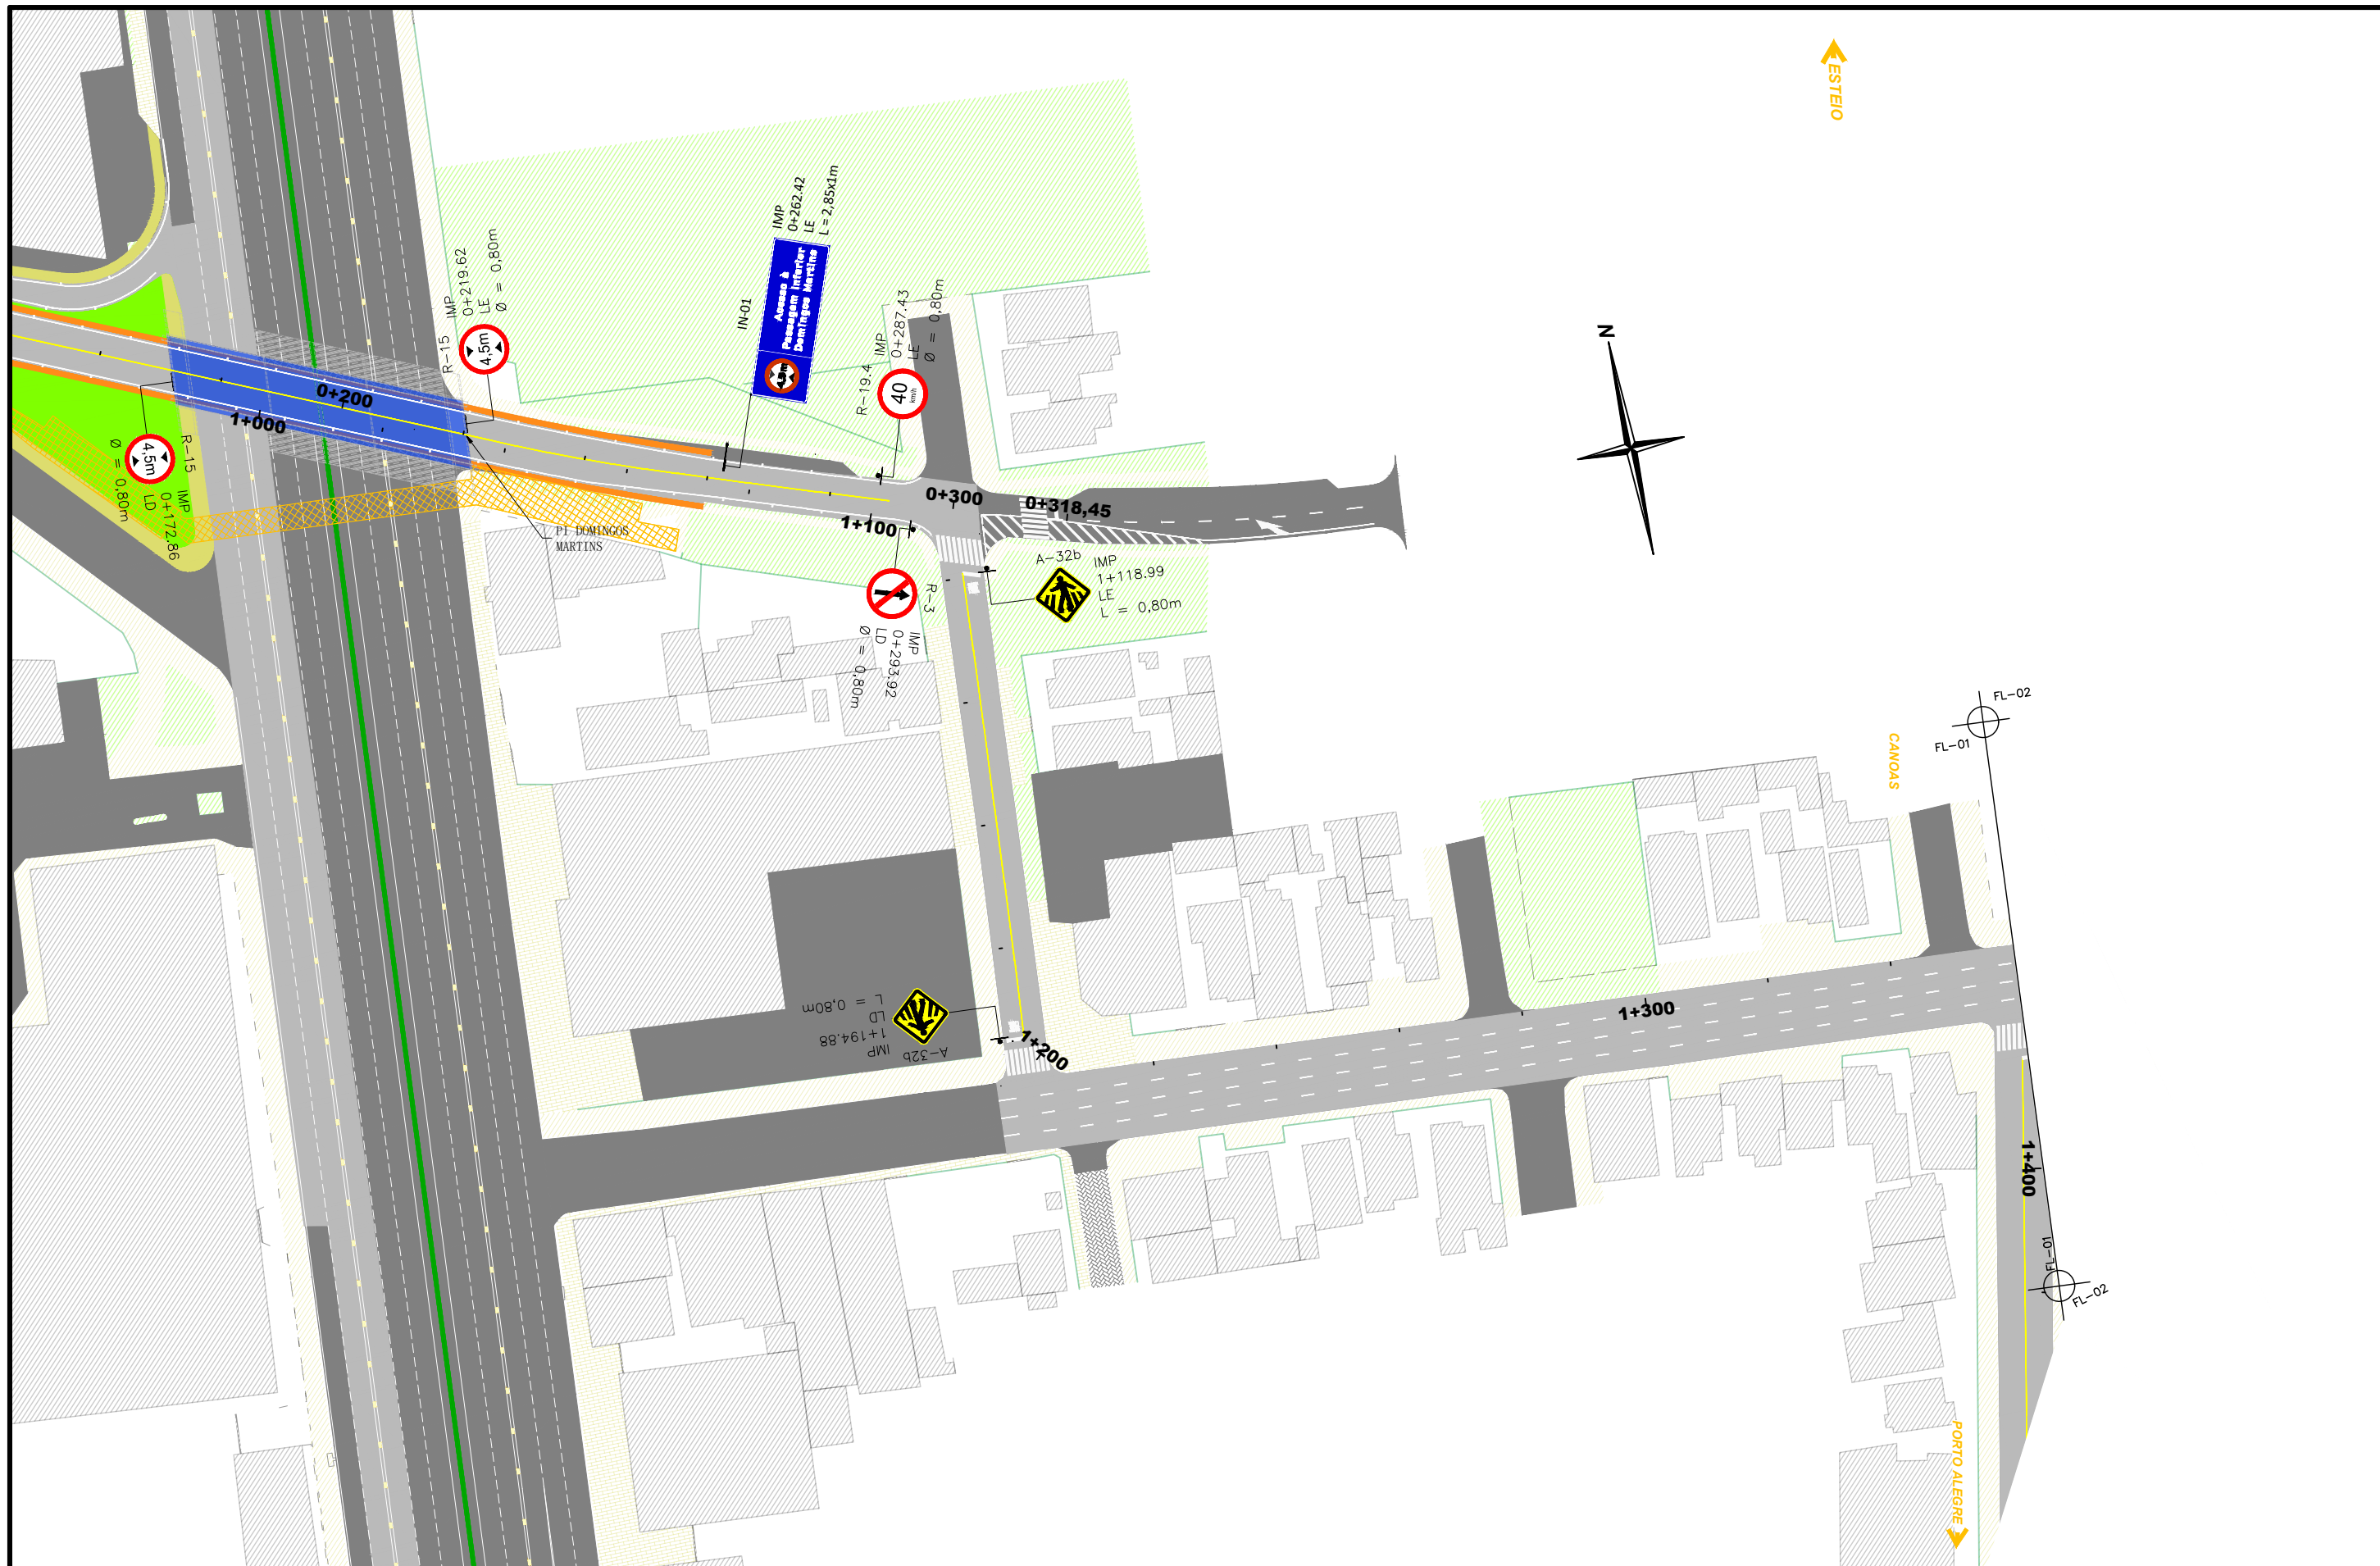 ESTEIO
IMP
0+262.42
LE
L = 2,85x1m
Acesso à
Passagem Inferior
Domingos Martins
4,5m
IN-01
R-15
IMP
0+219.62
LE
Ø = 0,80m
4,5m
R-19.4
IMP
0+287.43
LE
Ø = 0,80m
40
km/h
N
0+200
1+000
R-15
IMP
0+172.86
LD
Ø = 0,80m
4,5m
0+300
0+318,45
1+100
PI DOMINGOS
MARTINS
A-32b
IMP
1+118.99
LE
L = 0,80m
R-3
IMP
0+293.92
LD
Ø = 0,80m
FL-02
FL-01
CANOAS
A-32b
IMP
1+194.88
LD
L = 0,80m
1+200
1+300
1+400
FL-01
FL-02
PORTO ALEGRE